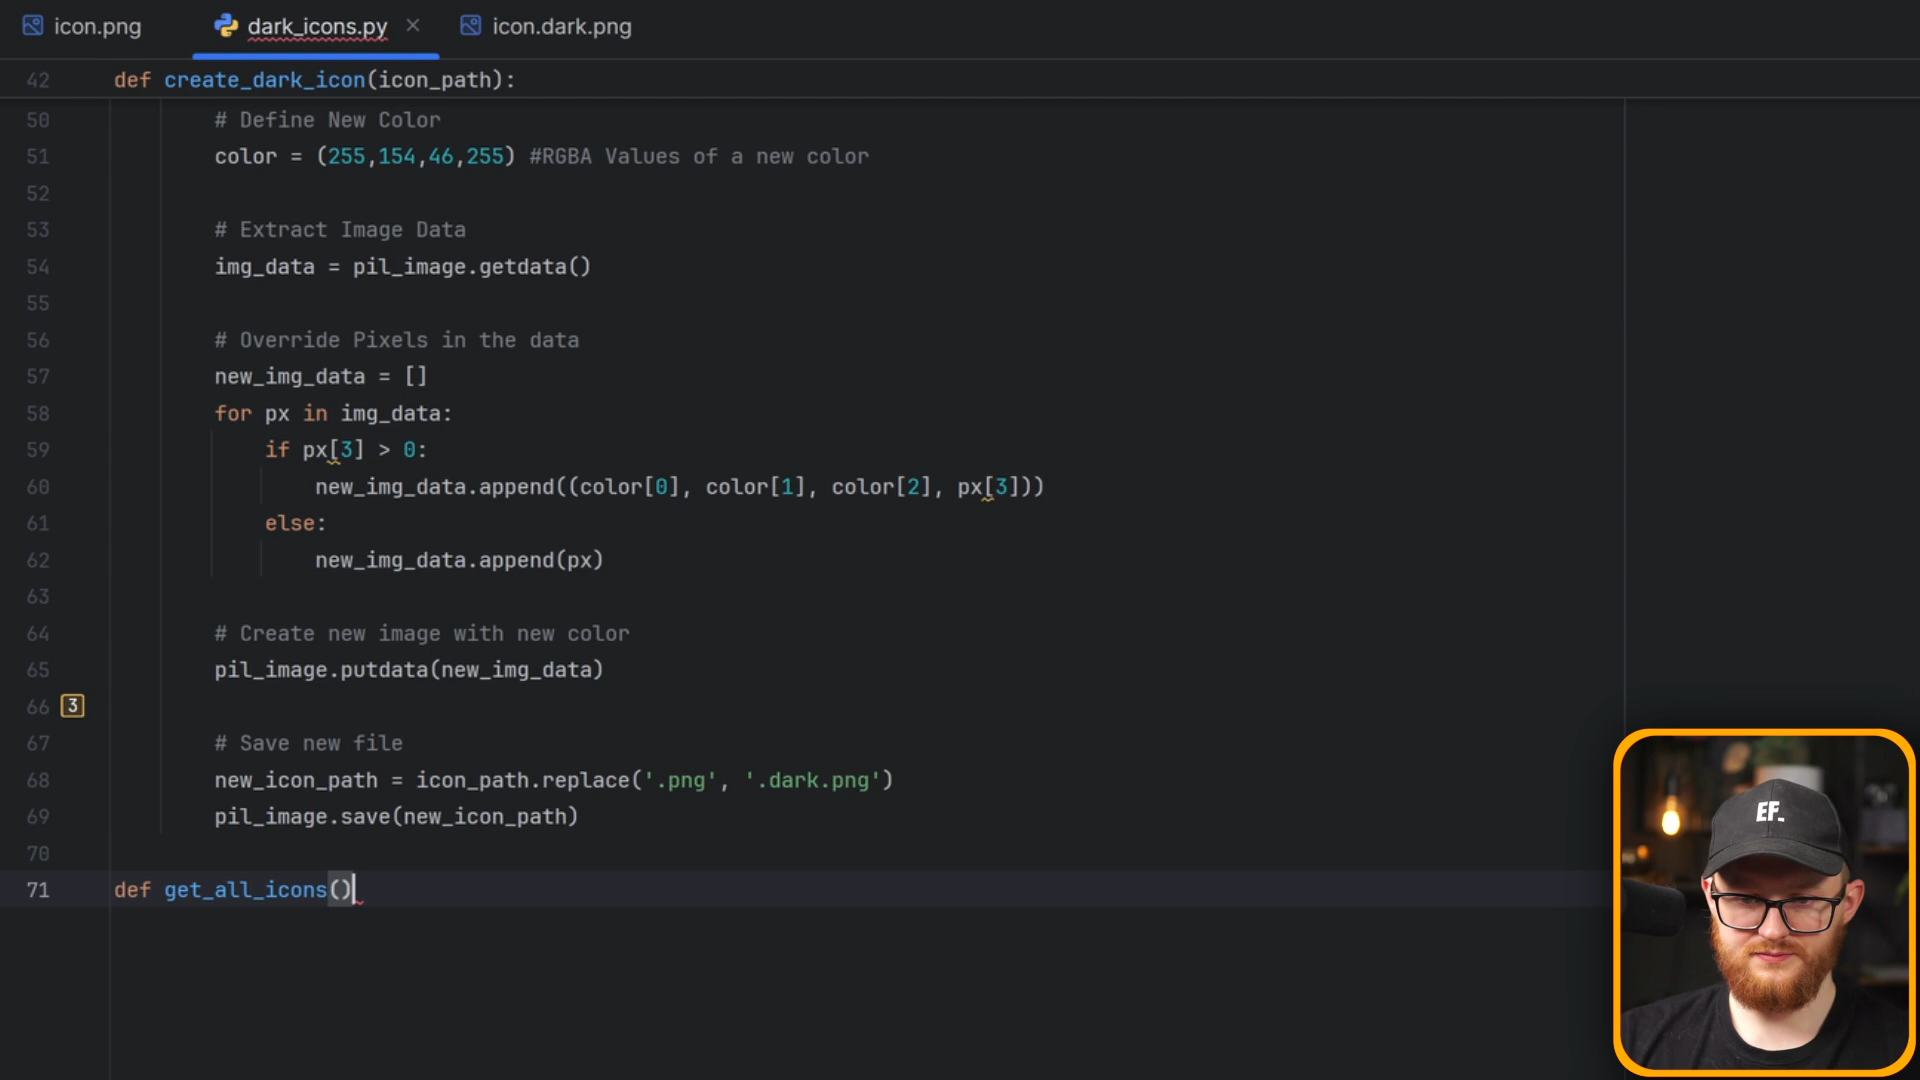 icon.png dark_icons.py icon.dark.png
42 def create_dark_icon(icon_path):
50 # Define New Color
51 color = (255,154,46,255) #RGBA Values of a new color
52
53 # Extract Image Data
54 img_data = pil_image.getdata()
55
56 # Override Pixels in the data
57 new_img_data = []
58 for px in img_data:
59 if px[3] > 0:
60 new_img_data.append((color[0], color[1], color[2], px[3]))
61 else:
62 new_img_data.append(px)
63
64 # Create new image with new color
65 pil_image.putdata(new_img_data)
66 3
67 # Save new file
68 new_icon_path = icon_path.replace('.png', '.dark.png')
69 pil_image.save(new_icon_path)
70
71 def get_all_icons()
EF.